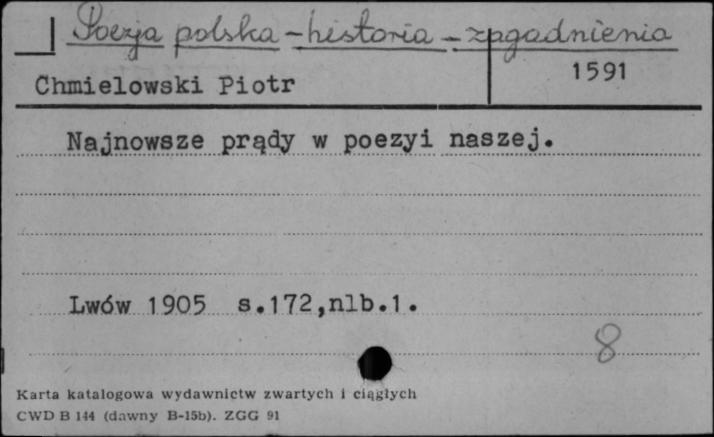 Poezja polska - historia - zagadnienia
Chmielowski Piotr
1591
Najnowsze prądy w poezyi naszej.
Lwów 1905 s.172,nlb.1.
8
Karta katalogowa wydawnictw zwartych i ciągłych
CWD B 144 (dawny B-15b). ZGG 91